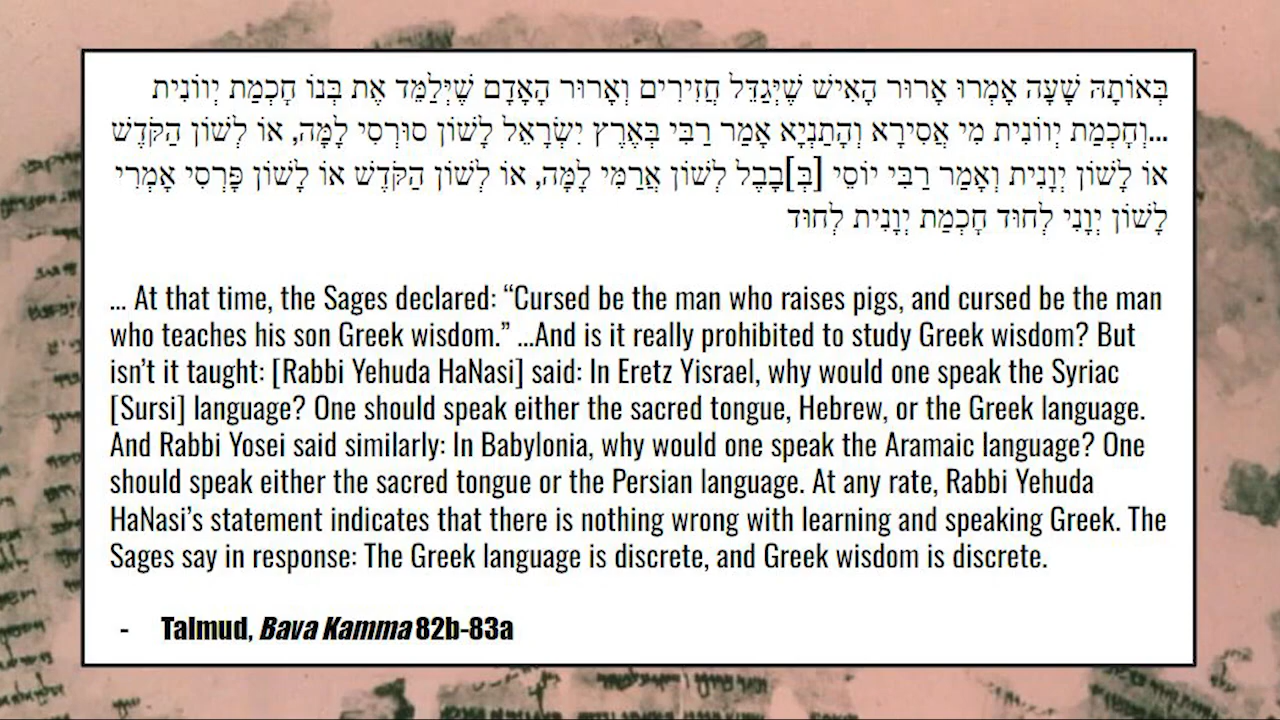 בְּאוֹתָהּ שָׁעָה אָמְרוּ אָרוּר הָאִישׁ שֶׁיְּגַדֵּל חֲזִירִים וְאָרוּר הָאָדָם שֶׁיְּלַמֵּד אֶת בְּנוֹ חָכְמַת יְווֹנִית
...וְחָכְמַת יְווֹנִית מִי אֲסִירָא וְהָתַנְיָא אָמַר רַבִּי בְּאֶרֶץ יִשְׂרָאֵל לָשׁוֹן סוּרְסִי לָמָּה, אוֹ לְשׁוֹן הַקֹּדֶשׁ
אוֹ לָשׁוֹן יְוָנִית וְאָמַר רַבִּי יוֹסֵי [בְּ]בָבֶל לְשׁוֹן אֲרַמִּי לָמָּה, אוֹ לְשׁוֹן הַקֹּדֶשׁ אוֹ לָשׁוֹן פָּרְסִי אָמְרִי
לָשׁוֹן יְוָנִי לְחוּד חָכְמַת יְוָנִית לְחוּד
... At that time, the Sages declared: “Cursed be the man who raises pigs, and cursed be the man
who teaches his son Greek wisdom.” ...And is it really prohibited to study Greek wisdom? But
isn’t it taught: [Rabbi Yehuda HaNasi] said: In Eretz Yisrael, why would one speak the Syriac
[Sursi] language? One should speak either the sacred tongue, Hebrew, or the Greek language.
And Rabbi Yosei said similarly: In Babylonia, why would one speak the Aramaic language? One
should speak either the sacred tongue or the Persian language. At any rate, Rabbi Yehuda
HaNasi’s statement indicates that there is nothing wrong with learning and speaking Greek. The
Sages say in response: The Greek language is discrete, and Greek wisdom is discrete.
- Talmud, Bava Kamma 82b-83a